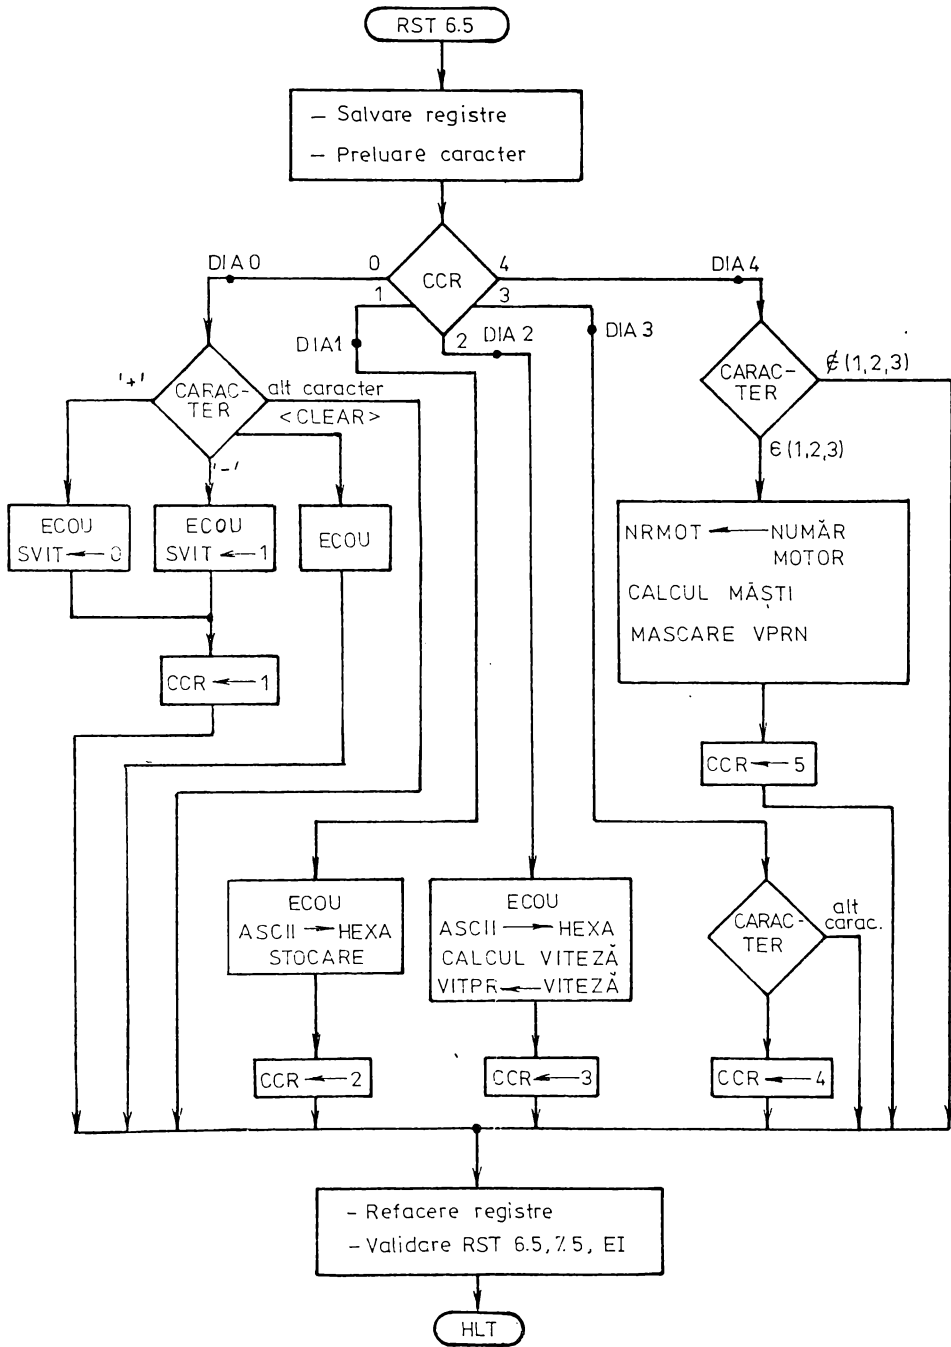 RST 6.5
– Salvare registre
– Preluare caracter
CCR
0
1
2
3
4
DIA 0
DIA1
DIA 2
DIA 3
DIA 4
CARAC-
TER
'+'
'-'
alt caracter
<CLEAR>
ECOU
SVIT ← 0
ECOU
SVIT ← 1
ECOU
CCR ← 1
CARAC-
TER
∉ (1,2,3)
∈ (1,2,3)
NRMOT ← NUMĂR
MOTOR
CALCUL MĂȘTI
MASCARE VPRN
CCR ← 5
ECOU
ASCII → HEXA
STOCARE
CCR ← 2
ECOU
ASCII → HEXA
CALCUL VITEZĂ
VITPR ← VITEZĂ
CCR ← 3
CARAC-
TER
alt
carac.
CCR ← 4
– Refacere registre
– Validare RST 6.5, 7.5, EI
HLT